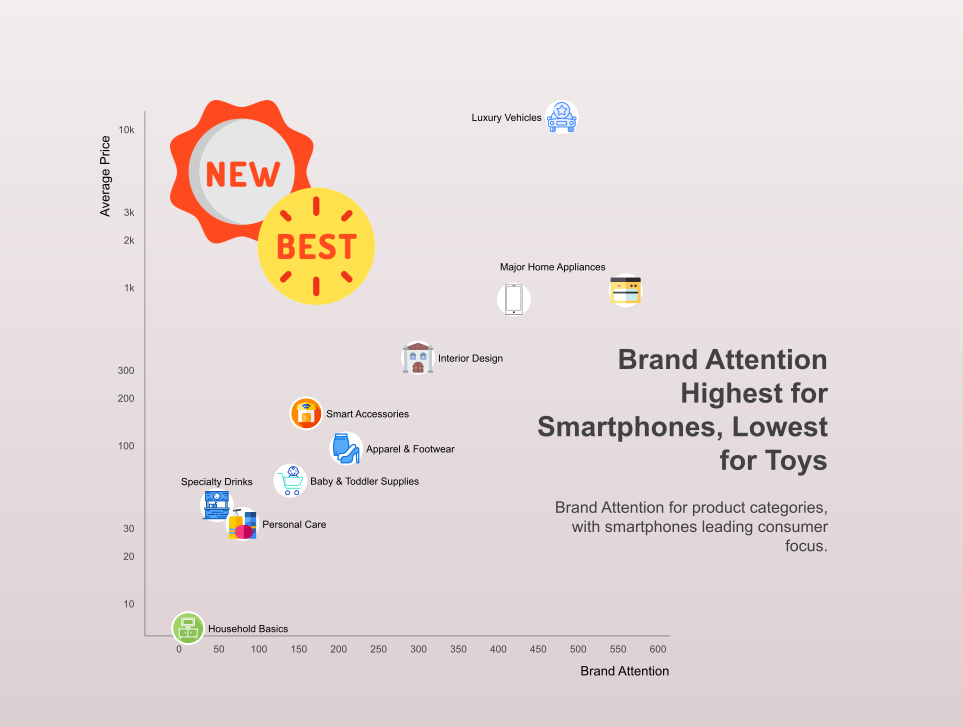 Luxury Vehicles
10k
Average Price
NEW
3k
BEST
2k
Major Home Appliances
1k
Interior Design
300
Brand Attention
Highest for
Smartphones, Lowest
for Toys
200
Smart Accessories
100
Apparel & Footwear
Specialty Drinks
Baby & Toddler Supplies
Brand Attention for product categories,
with smartphones leading consumer
focus.
30
Personal Care
20
10
Household Basics
0 50 100 150 200 250 300 350 400 450 500 550 600
Brand Attention